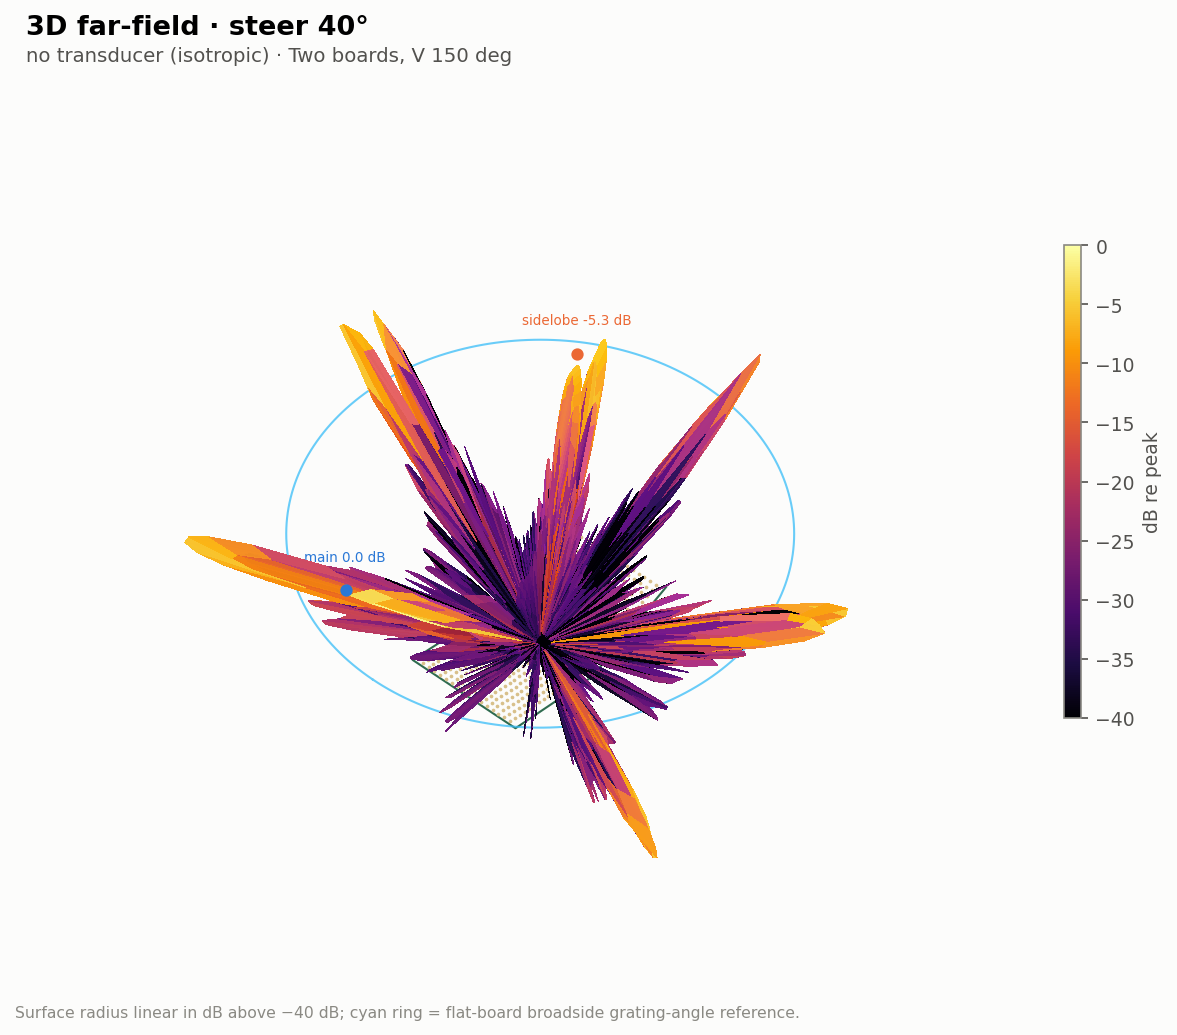 3D far-field · steer 40°
no transducer (isotropic) · Two boards, V 150 deg
sidelobe -5.3 dB
main 0.0 dB
0
−5
−10
−15
−20
−25
−30
−35
−40
dB re peak
Surface radius linear in dB above −40 dB; cyan ring = flat-board broadside grating-angle reference.